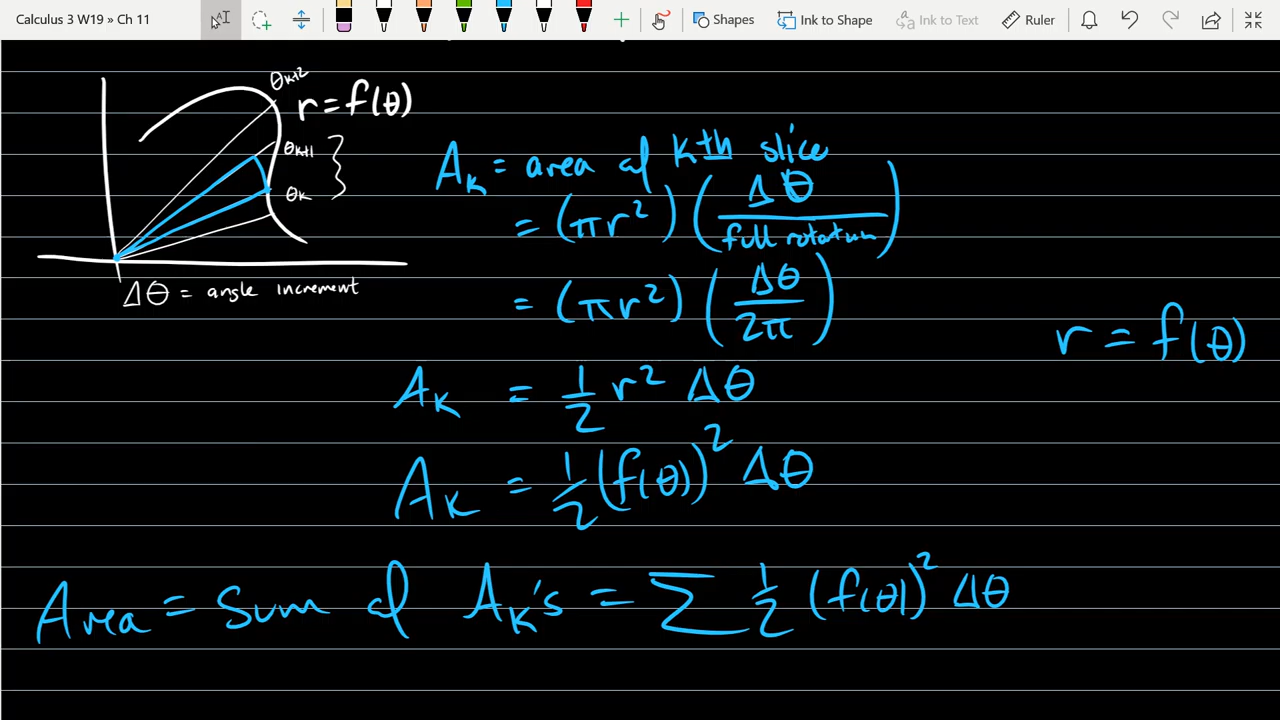 Calculus 3 W19 » Ch 11
Shapes
Ink to Shape
Ink to Text
Ruler
θk+2
r = f(θ)
θk+1
θk
Δθ = angle increment
Ak = area of kth slice
= (πr²) (Δθ / full rotation)
= (πr²) (Δθ / 2π)
r = f(θ)
Ak = 1/2 r² Δθ
Ak = 1/2 (f(θ))² Δθ
Area = sum of Ak's = Σ 1/2 (f(θ))² Δθ